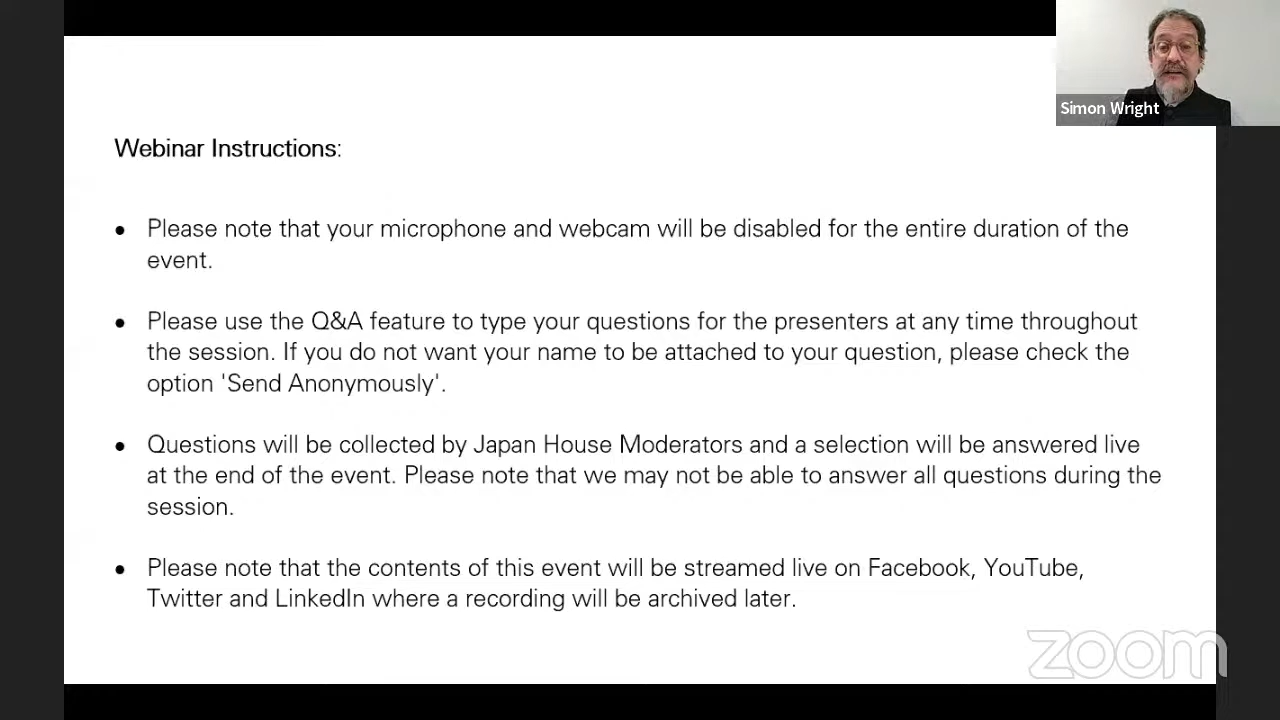 Simon Wright
Webinar Instructions:
• Please note that your microphone and webcam will be disabled for the entire duration of the
event.
• Please use the Q&A feature to type your questions for the presenters at any time throughout
the session. If you do not want your name to be attached to your question, please check the
option 'Send Anonymously'.
• Questions will be collected by Japan House Moderators and a selection will be answered live
at the end of the event. Please note that we may not be able to answer all questions during the
session.
• Please note that the contents of this event will be streamed live on Facebook, YouTube,
Twitter and LinkedIn where a recording will be archived later.
zoom